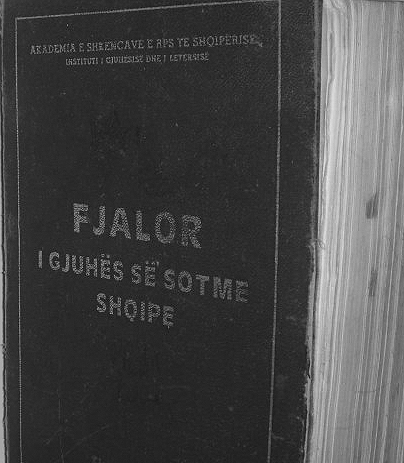 AKADEMIA E SHKENCAVE E RPS TË SHQIPËRISË
INSTITUTI I GJUHËSISË DHE I LETËRSISË
FJALOR
I GJUHËS SË SOTME
SHQIPE